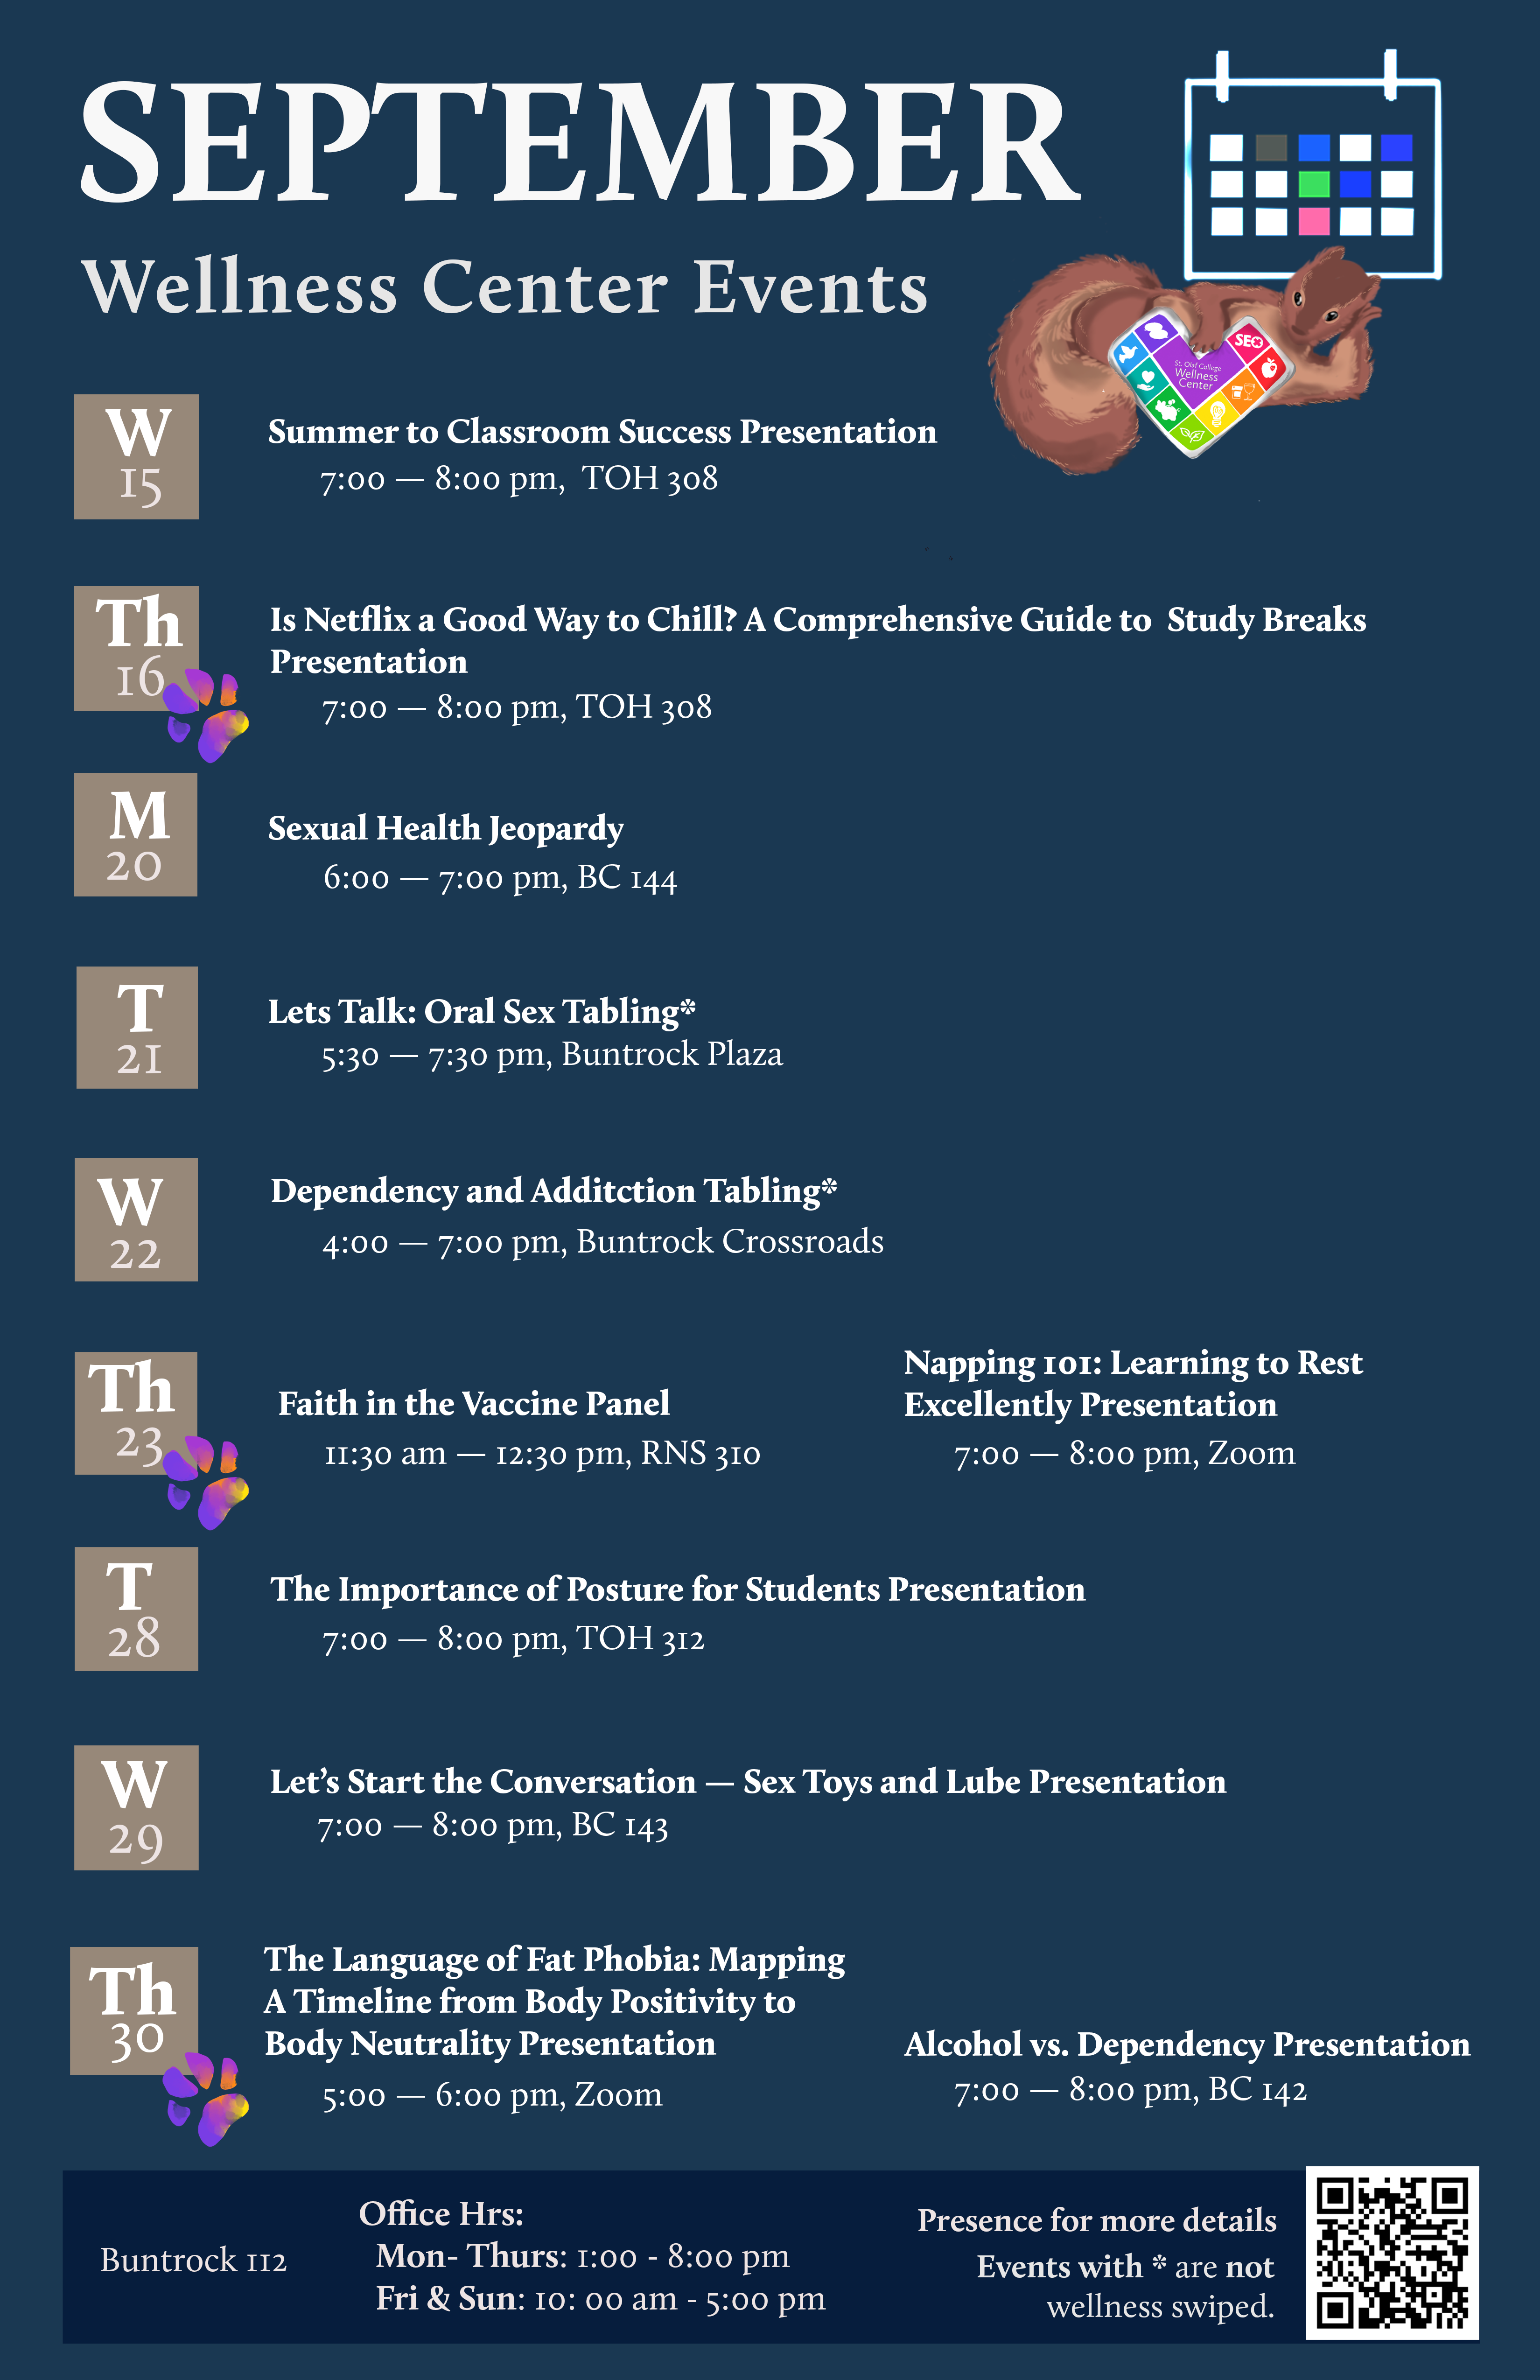 SEPTEMBER
Wellness Center Events
SEX
St. Olaf College
Wellness
Center
W
15
Summer to Classroom Success Presentation
7:00 — 8:00 pm, TOH 308
Th
16
Is Netflix a Good Way to Chill? A Comprehensive Guide to Study Breaks
Presentation
7:00 — 8:00 pm, TOH 308
M
20
Sexual Health Jeopardy
6:00 — 7:00 pm, BC 144
T
21
Lets Talk: Oral Sex Tabling*
5:30 — 7:30 pm, Buntrock Plaza
W
22
Dependency and Additction Tabling*
4:00 — 7:00 pm, Buntrock Crossroads
Th
23
Faith in the Vaccine Panel
11:30 am — 12:30 pm, RNS 310
Napping 101: Learning to Rest
Excellently Presentation
7:00 — 8:00 pm, Zoom
T
28
The Importance of Posture for Students Presentation
7:00 — 8:00 pm, TOH 312
W
29
Let's Start the Conversation — Sex Toys and Lube Presentation
7:00 — 8:00 pm, BC 143
Th
30
The Language of Fat Phobia: Mapping
A Timeline from Body Positivity to
Body Neutrality Presentation
5:00 — 6:00 pm, Zoom
Alcohol vs. Dependency Presentation
7:00 — 8:00 pm, BC 142
Buntrock 112
Office Hrs:
Mon- Thurs: 1:00 - 8:00 pm
Fri & Sun: 10: 00 am - 5:00 pm
Presence for more details
Events with * are not
wellness swiped.